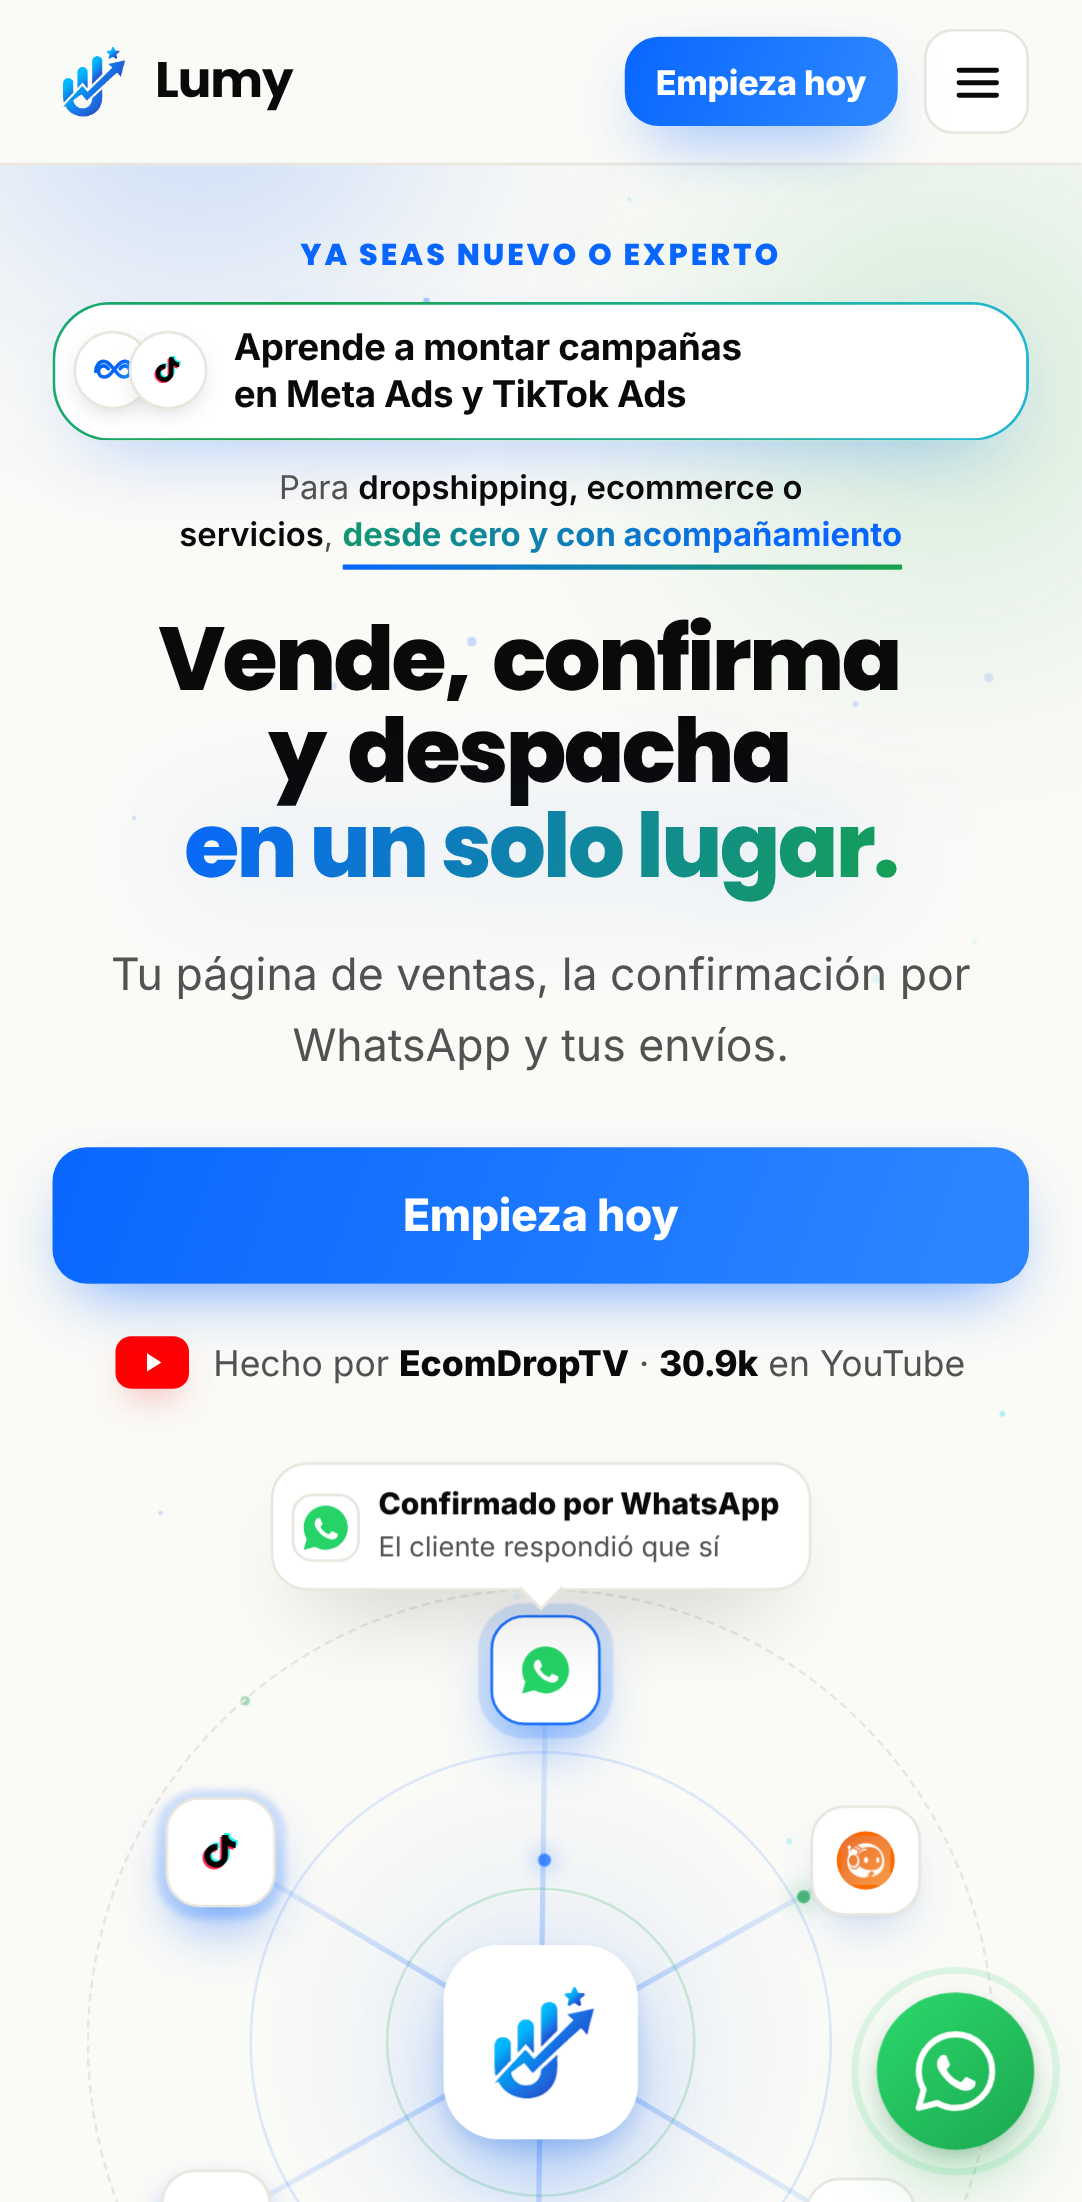 Lumy
Empieza hoy
YA SEAS NUEVO O EXPERTO
Aprende a montar campañas
en Meta Ads y TikTok Ads
Para dropshipping, ecommerce o
servicios, desde cero y con acompañamiento
Vende, confirma
y despacha
en un solo lugar.
Tu página de ventas, la confirmación por
WhatsApp y tus envíos.
Empieza hoy
Hecho por EcomDropTV · 30.9k en YouTube
Confirmado por WhatsApp
El cliente respondió que sí